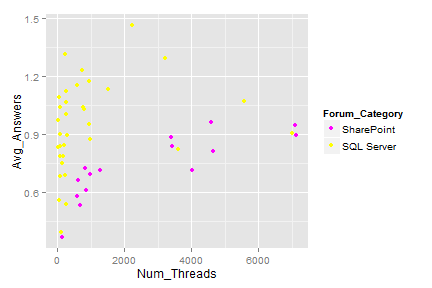 1.5
1.2
0.9
0.6
Avg_Answers
0
2000
4000
6000
Num_Threads
Forum_Category
SharePoint
SQL Server